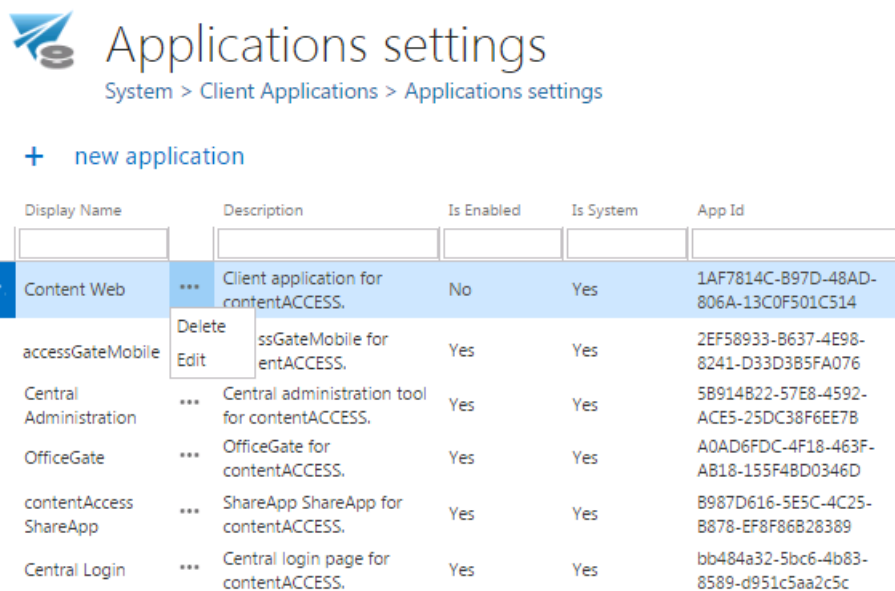 Applications settings
System > Client Applications > Applications settings
+ new application
Display Name Description Is Enabled Is System App Id
Content Web ••• Client application for contentACCESS. No Yes 1AF7814C-B97D-48AD-806A-13C0F501C514
Delete
Edit
accessGateMobile ssGateMobile for entACCESS. Yes Yes 2EF58933-B637-4E98-8241-D33D3B5FA076
Central Administration ••• Central administration tool for contentACCESS. Yes Yes 5B914B22-57E8-4592-ACE5-25DC38F6EE7B
OfficeGate ••• OfficeGate for contentACCESS. Yes Yes A0AD6FDC-4F18-463F-AB18-155F4BD0346D
contentAccess ShareApp ••• ShareApp ShareApp for contentACCESS. Yes Yes B987D616-5E5C-4C25-B878-EF8F86B28389
Central Login ••• Central login page for contentACCESS. Yes Yes bb484a32-5bc6-4b83-8589-d951c5aa2c5c